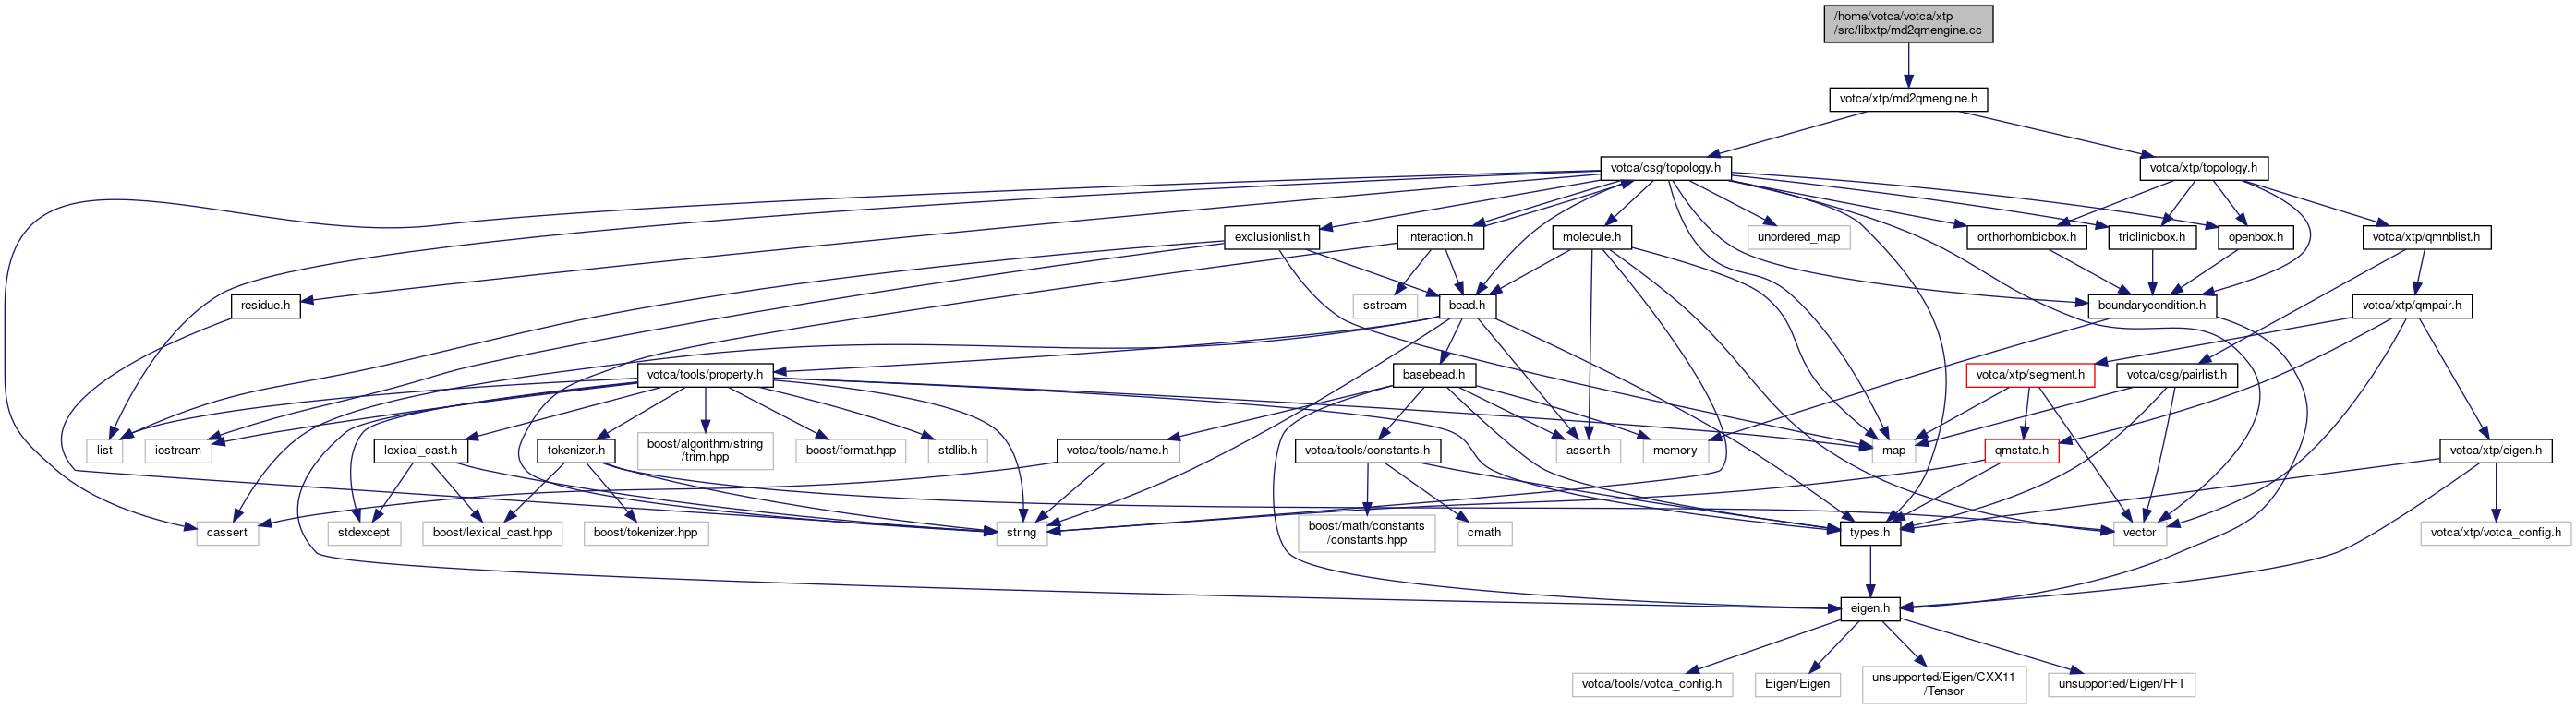 /home/votca/votca/xtp
/src/libxtp/md2qmengine.cc
votca/xtp/md2qmengine.h
votca/csg/topology.h
votca/xtp/topology.h
exclusionlist.h
interaction.h
molecule.h
unordered_map
orthorhombicbox.h
triclinicbox.h
openbox.h
votca/xtp/qmnblist.h
residue.h
sstream
bead.h
boundarycondition.h
votca/xtp/qmpair.h
votca/tools/property.h
basebead.h
votca/xtp/segment.h
votca/csg/pairlist.h
list
iostream
lexical_cast.h
tokenizer.h
boost/algorithm/string
/trim.hpp
boost/format.hpp
stdlib.h
votca/tools/name.h
votca/tools/constants.h
assert.h
memory
map
qmstate.h
votca/xtp/eigen.h
cassert
stdexcept
boost/lexical_cast.hpp
boost/tokenizer.hpp
string
boost/math/constants
/constants.hpp
cmath
types.h
vector
votca/xtp/votca_config.h
eigen.h
votca/tools/votca_config.h
Eigen/Eigen
unsupported/Eigen/CXX11
/Tensor
unsupported/Eigen/FFT